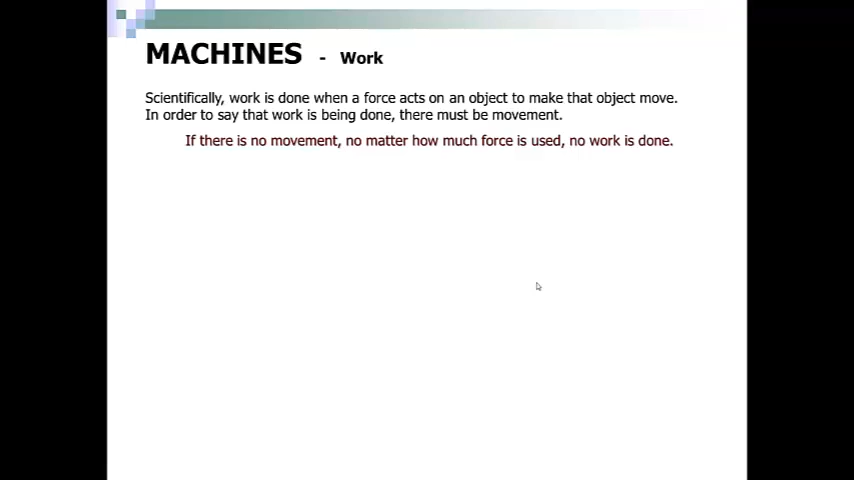 MACHINES - Work
Scientifically, work is done when a force acts on an object to make that object move.
In order to say that work is being done, there must be movement.
If there is no movement, no matter how much force is used, no work is done.